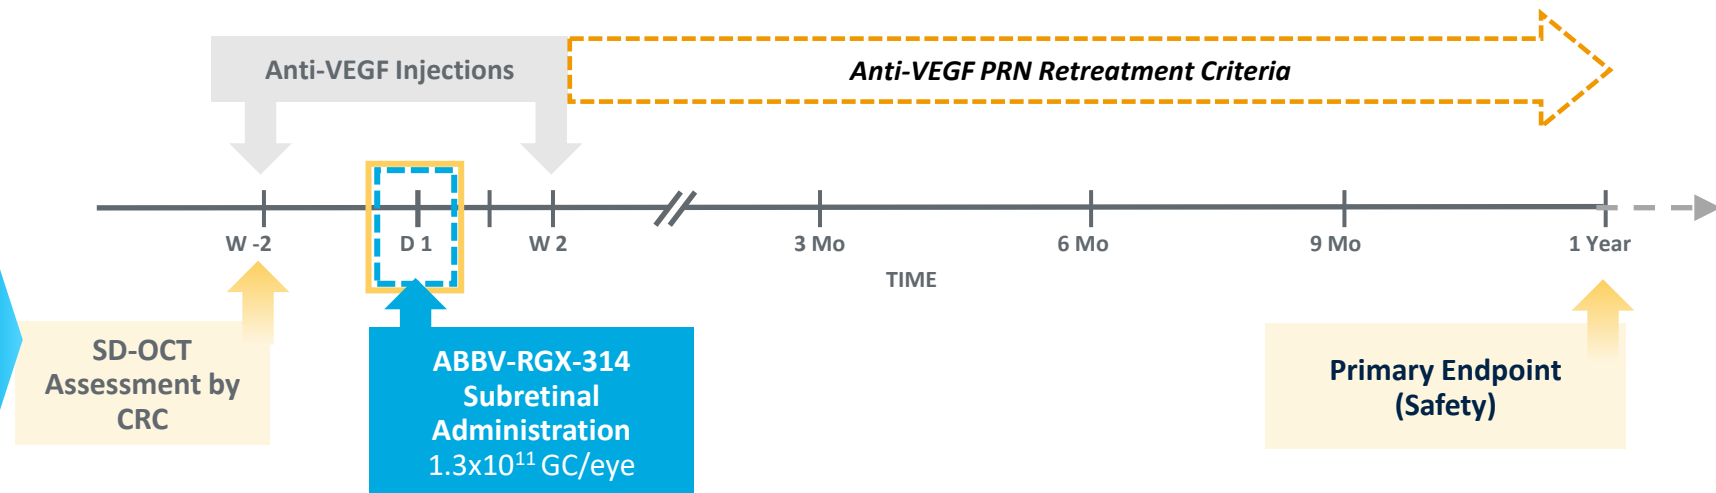 Anti-VEGF Injections
Anti-VEGF PRN Retreatment Criteria
W -2
D 1
W 2
3 Mo
6 Mo
9 Mo
1 Year
TIME
SD-OCT
Assessment by
CRC
ABBV-RGX-314
Subretinal
Administration
1.3x10¹¹ GC/eye
Primary Endpoint
(Safety)